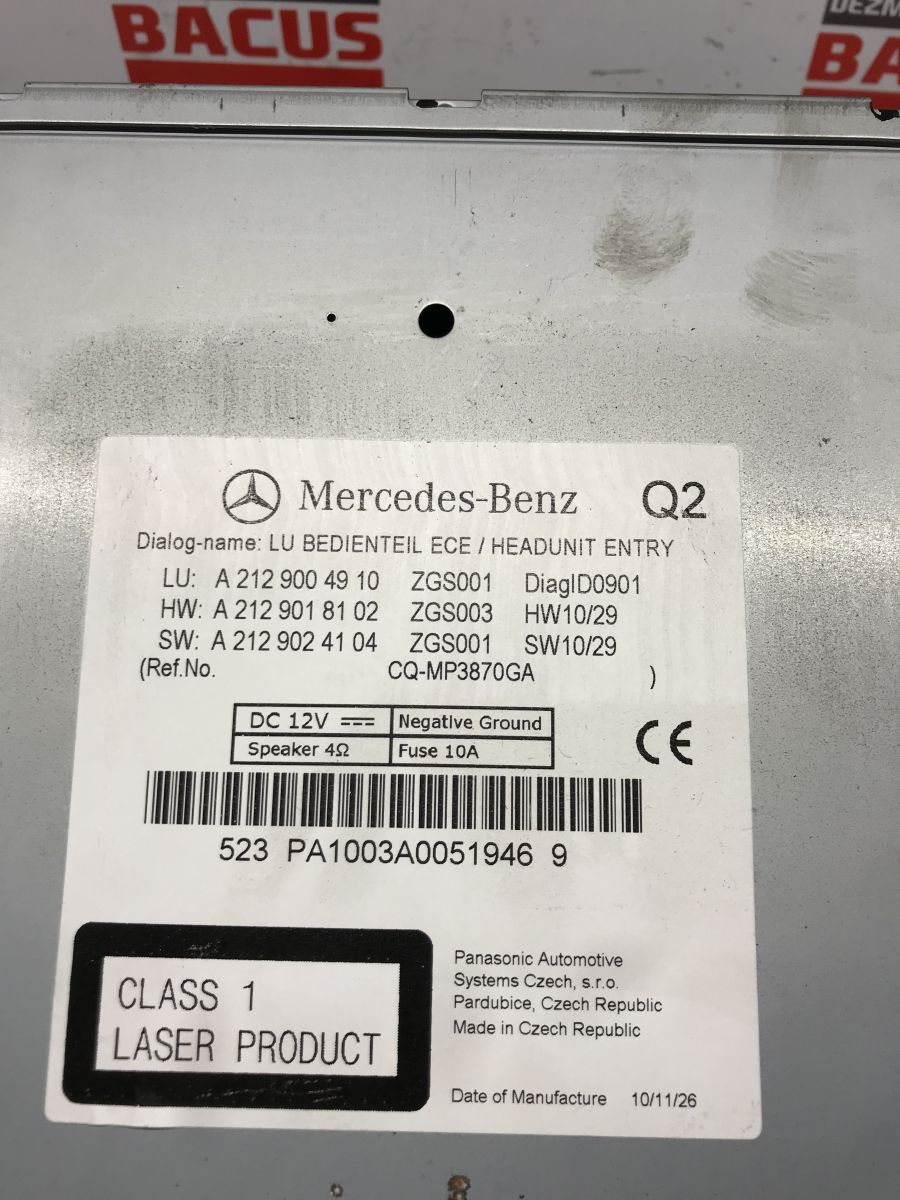 BACUS
DEZM
BA
Mercedes-Benz Q2
Dialog-name: LU BEDIENTEIL ECE / HEADUNIT ENTRY
LU: A 212 900 49 10 ZGS001 DiagID0901
HW: A 212 901 81 02 ZGS003 HW10/29
SW: A 212 902 41 04 ZGS001 SW10/29
(Ref.No. CQ-MP3870GA )
DC 12V Negative Ground
Speaker 4Ω Fuse 10A
CE
523 PA1003A0051946 9
CLASS 1
LASER PRODUCT
Panasonic Automotive
Systems Czech, s.r.o.
Pardubice, Czech Republic
Made in Czech Republic
Date of Manufacture 10/11/26